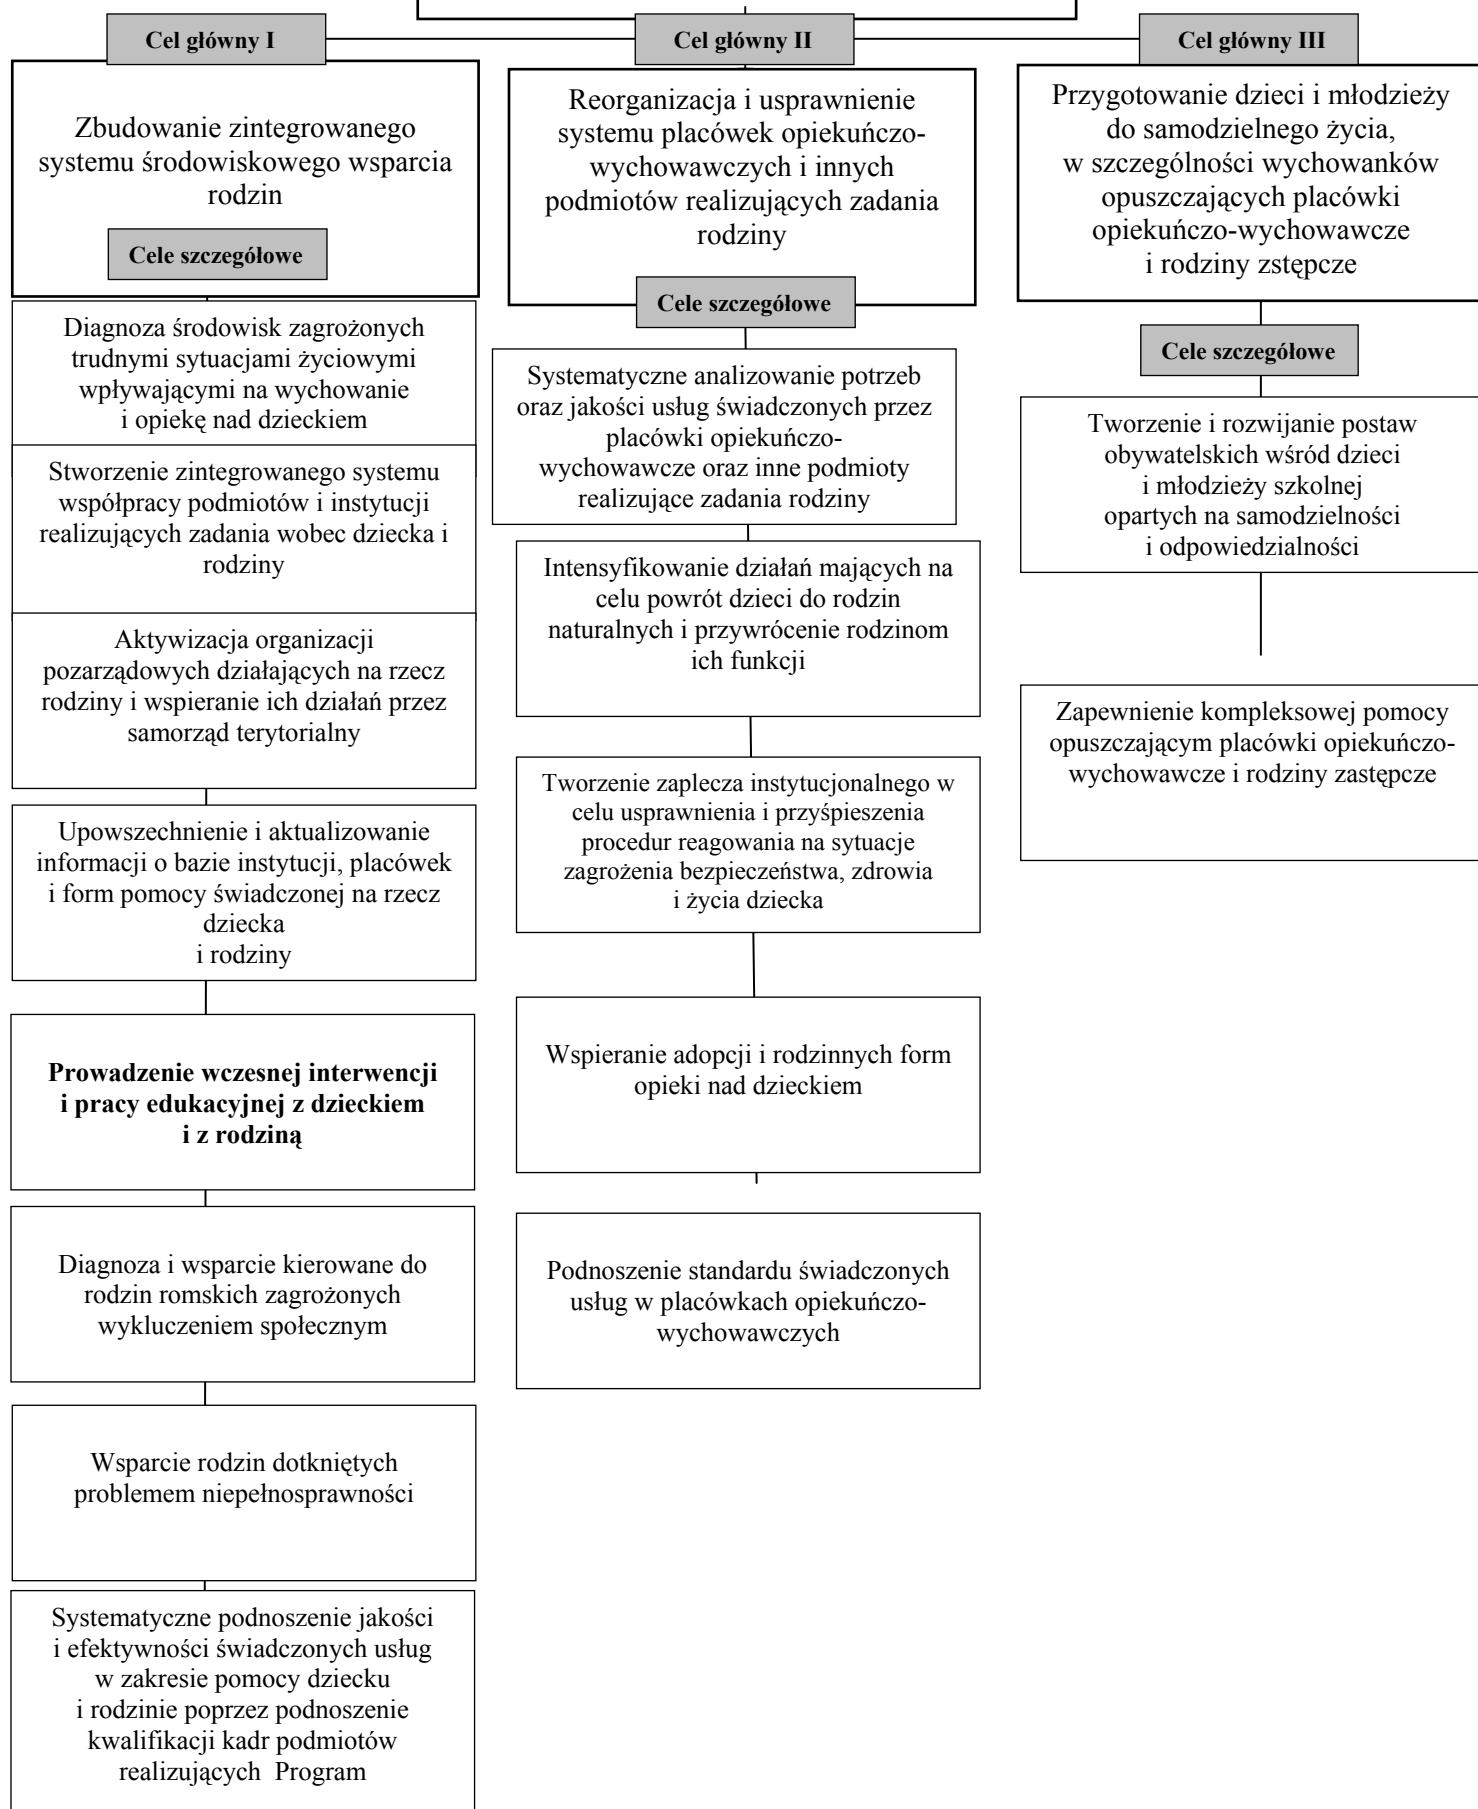 Cel główny I
Zbudowanie zintegrowanego
systemu środowiskowego wsparcia
rodzin
Cele szczegółowe
Diagnoza środowisk zagrożonych
trudnymi sytuacjami życiowymi
wpływającymi na wychowanie
i opiekę nad dzieckiem
Stworzenie zintegrowanego systemu
współpracy podmiotów i instytucji
realizujących zadania wobec dziecka i
rodziny
Aktywizacja organizacji
pozarządowych działających na rzecz
rodziny i wspieranie ich działań przez
samorząd terytorialny
Upowszechnienie i aktualizowanie
informacji o bazie instytucji, placówek
i form pomocy świadczonej na rzecz
dziecka
i rodziny
Prowadzenie wczesnej interwencji
i pracy edukacyjnej z dzieckiem
i z rodziną
Diagnoza i wsparcie kierowane do
rodzin romskich zagrożonych
wykluczeniem społecznym
Wsparcie rodzin dotkniętych
problemem niepełnosprawności
Systematyczne podnoszenie jakości
i efektywności świadczonych usług
w zakresie pomocy dziecku
i rodzinie poprzez podnoszenie
kwalifikacji kadr podmiotów
realizujących Program
Cel główny II
Reorganizacja i usprawnienie
systemu placówek opiekuńczo-
wychowawczych i innych
podmiotów realizujących zadania
rodziny
Cele szczegółowe
Systematyczne analizowanie potrzeb
oraz jakości usług świadczonych przez
placówki opiekuńczo-
wychowawcze oraz inne podmioty
realizujące zadania rodziny
Intensyfikowanie działań mających na
celu powrót dzieci do rodzin
naturalnych i przywrócenie rodzinom
ich funkcji
Tworzenie zaplecza instytucjonalnego w
celu usprawnienia i przyśpieszenia
procedur reagowania na sytuacje
zagrożenia bezpieczeństwa, zdrowia
i życia dziecka
Wspieranie adopcji i rodzinnych form
opieki nad dzieckiem
Podnoszenie standardu świadczonych
usług w placówkach opiekuńczo-
wychowawczych
Cel główny III
Przygotowanie dzieci i młodzieży
do samodzielnego życia,
w szczególności wychowanków
opuszczających placówki
opiekuńczo-wychowawcze
i rodziny zstępcze
Cele szczegółowe
Tworzenie i rozwijanie postaw
obywatelskich wśród dzieci
i młodzieży szkolnej
opartych na samodzielności
i odpowiedzialności
Zapewnienie kompleksowej pomocy
opuszczającym placówki opiekuńczo-
wychowawcze i rodziny zastępcze